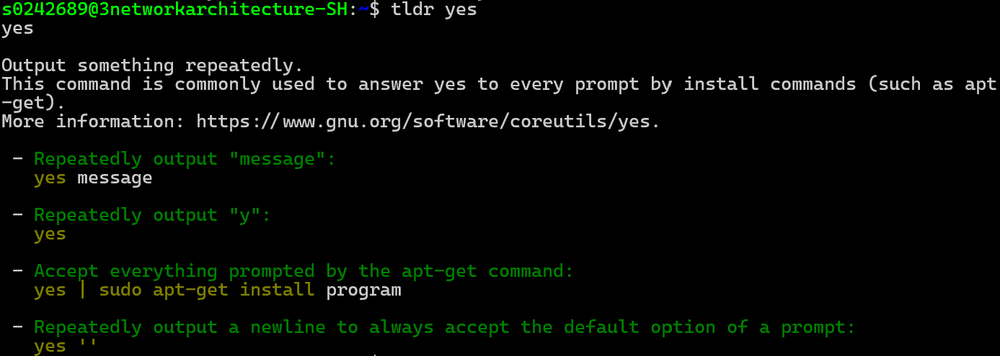 s0242689@3networkarchitecture-SH:~$ tldr yes
yes
Output something repeatedly.
This command is commonly used to answer yes to every prompt by install commands (such as apt
-get).
More information: https://www.gnu.org/software/coreutils/yes.
- Repeatedly output "message":
yes message
- Repeatedly output "y":
yes
- Accept everything prompted by the apt-get command:
yes | sudo apt-get install program
- Repeatedly output a newline to always accept the default option of a prompt:
yes ''